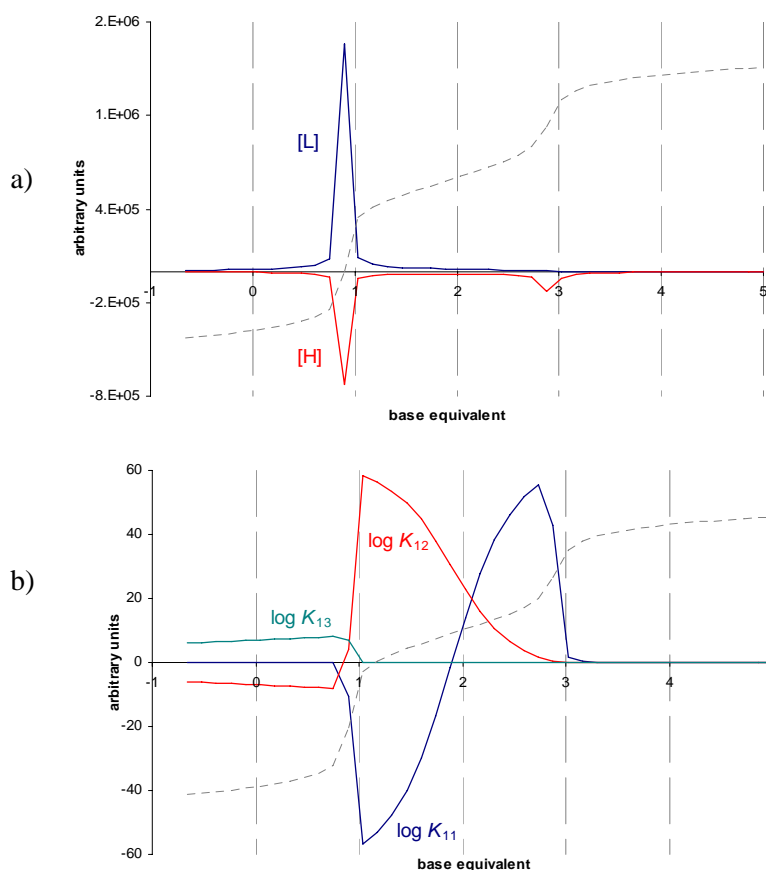 a)
arbitrary units
2.E+06
1.E+06
4.E+05
-2.E+05
-8.E+05
[L]
[H]
-1 0 1 2 3 4 5
base equivalent
b)
arbitrary units
60
40
20
0
-20
-40
-60
log K12
log K13
log K11
-1 0 1 2 3 4
base equivalent